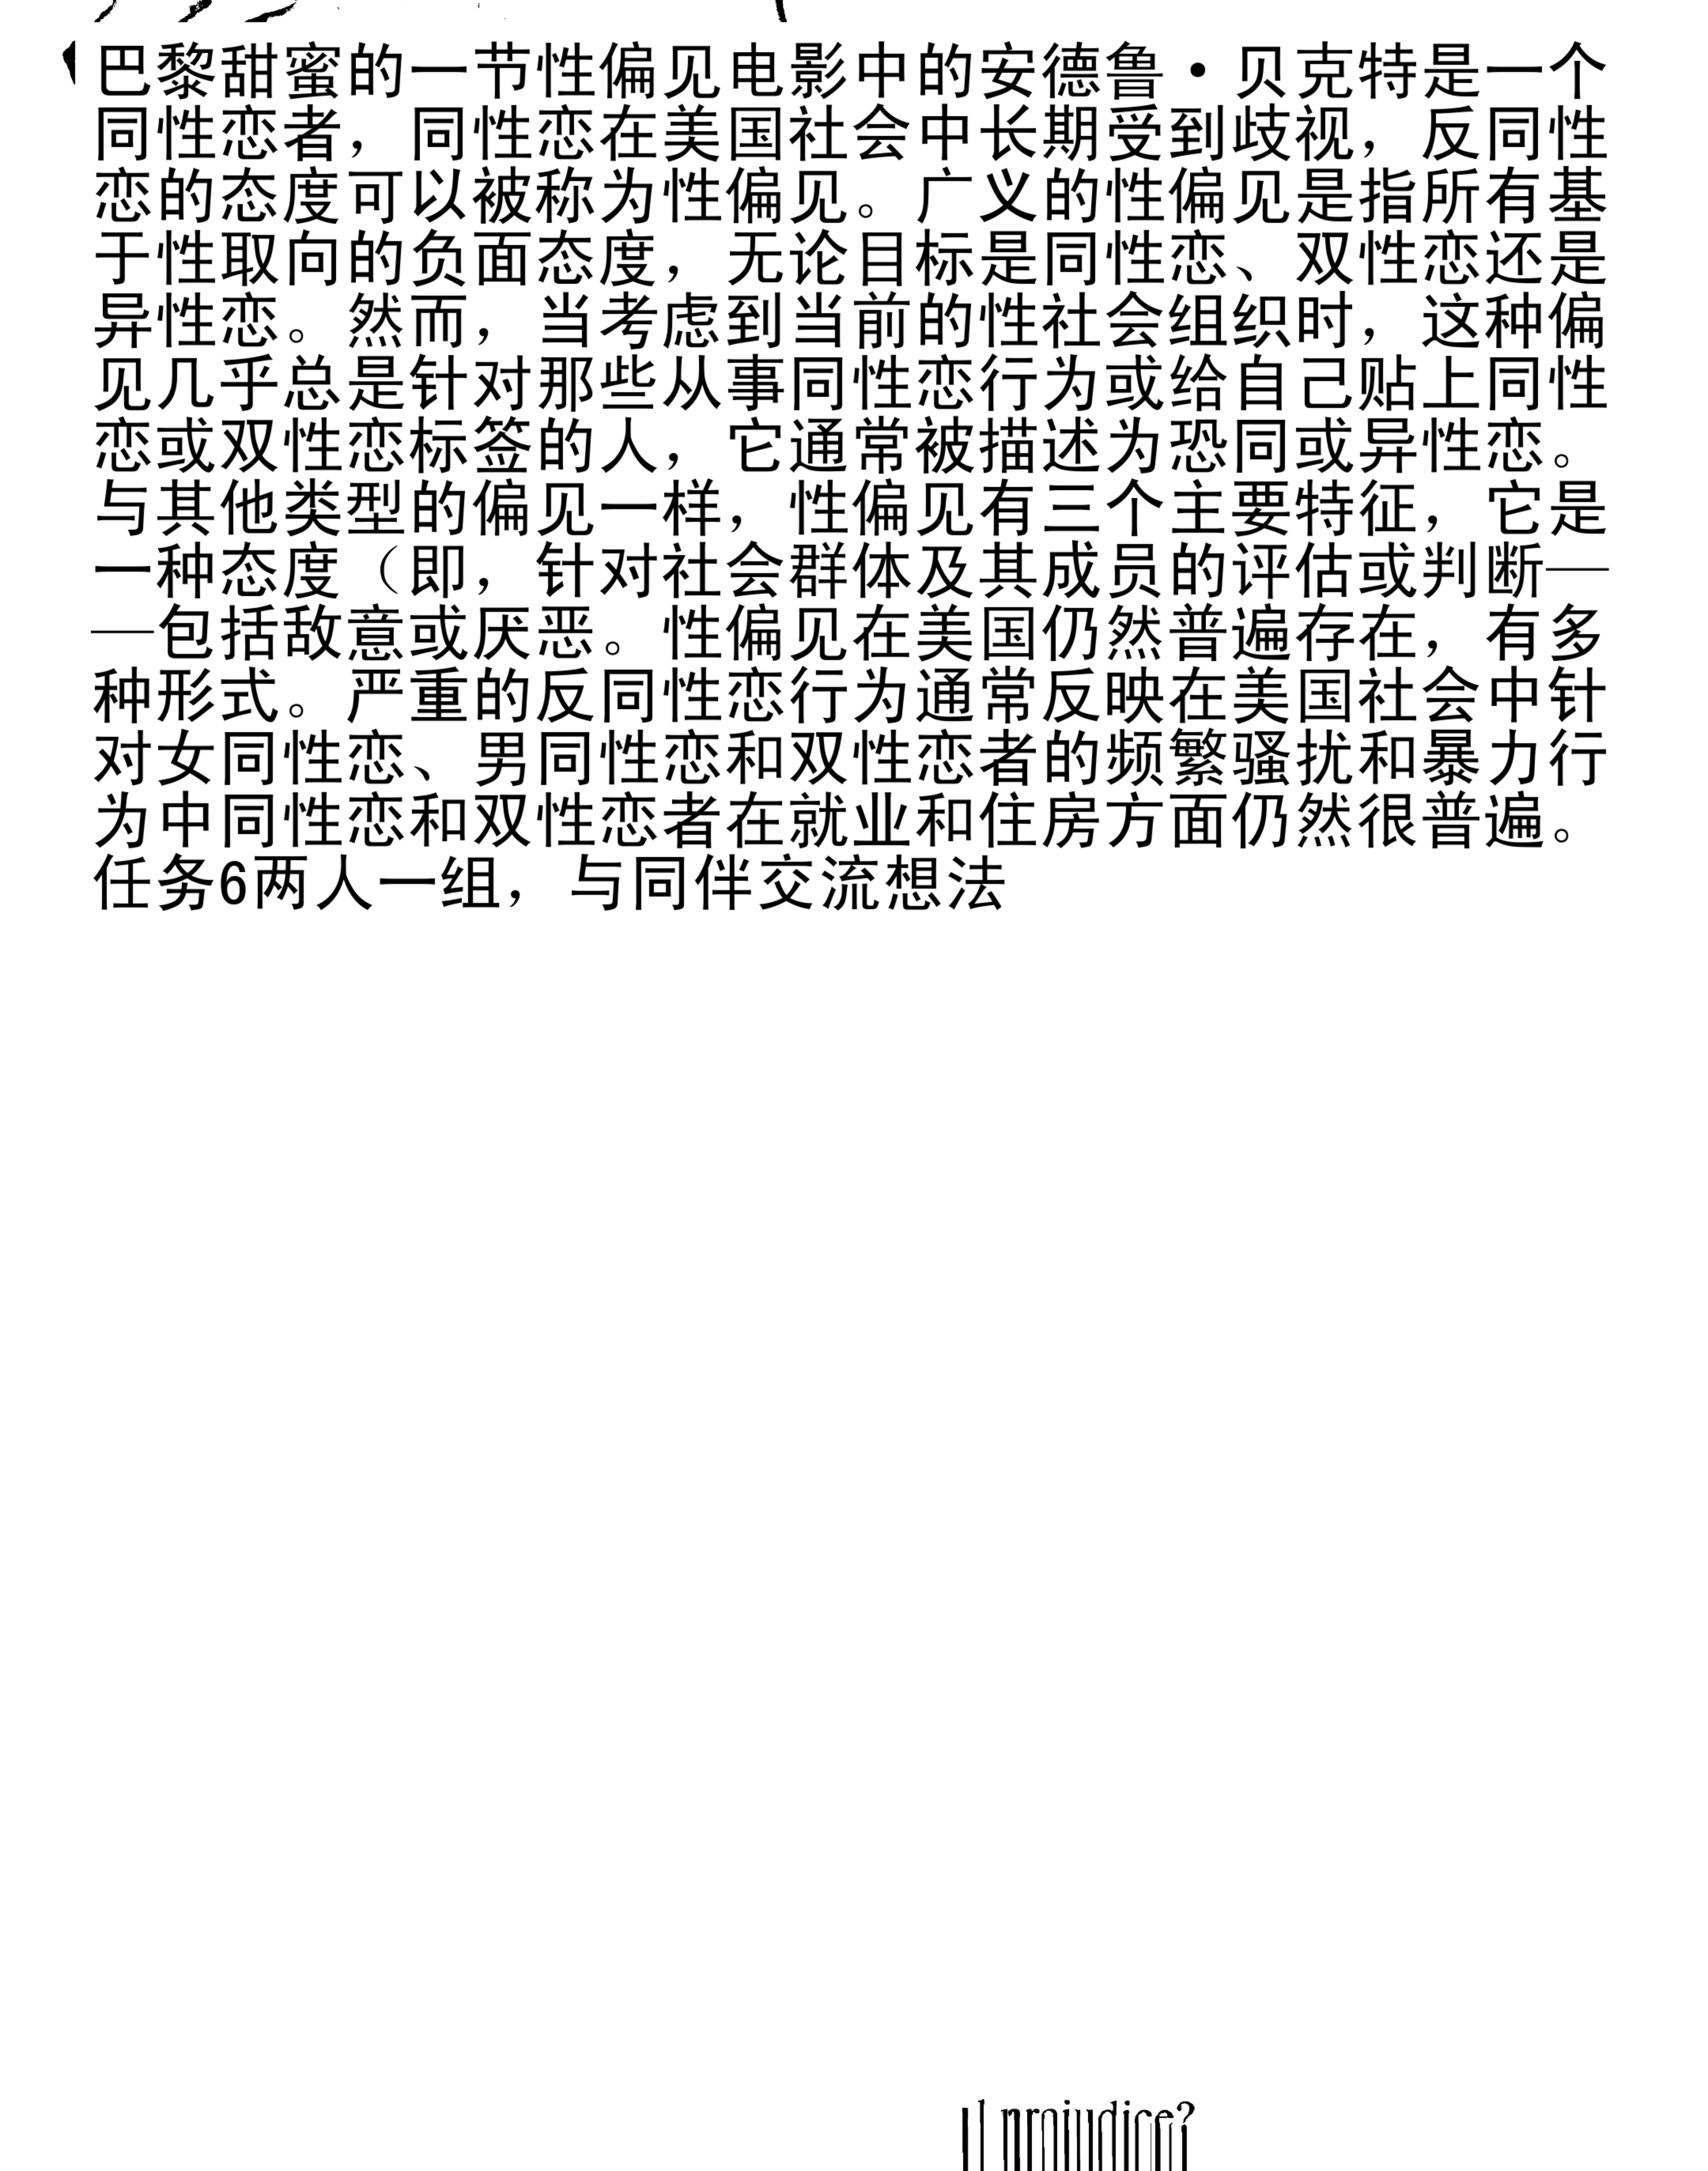 巴黎甜蜜的一节性偏见电影中的安德鲁·贝克特是一个
同性恋者，同性恋在美国社会中长期受到歧视，反同性
恋的态度可以被称为性偏见。广义的性偏见是指所有基
于性取向的负面态度，无论目标是同性恋、双性恋还是
异性恋。然而，当考虑到当前的性社会组织时，这种偏
见几乎总是针对那些从事同性恋行为或给自己贴上同性
恋或双性恋标签的人，它通常被描述为恐同或异性恋。
与其他类型的偏见一样，性偏见有三个主要特征，它是
一种态度（即，针对社会群体及其成员的评估或判断—
—包括敌意或厌恶。性偏见在美国仍然普遍存在，有多
种形式。严重的反同性恋行为通常反映在美国社会中针
对女同性恋、男同性恋和双性恋者的频繁骚扰和暴力行
为中同性恋和双性恋者在就业和住房方面仍然很普遍。
任务6两人一组，与同伴交流想法
prejudice?